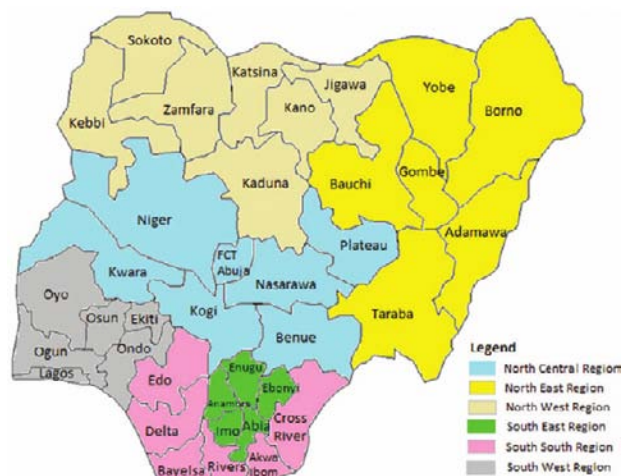 Sokoto
Katsina
Jigawa
Yobe
Borno
Zamfara
Kano
Kebbi
Gombe
Kaduna
Bauchi
Niger
Adamawa
Plateau
FCT
Abuja
Kwara
Nasarawa
Oyo
Taraba
Kogi
Osun
Ekiti
Benue
Ogun
Ondo
Lagos
Enugu
Edo
Ebonyi
Anambra
Cross
River
Delta
Imo
Abia
Akwa
Ibom
Bayelsa
Rivers
Legend
North Central Region
North East Region
North West Region
South East Region
South South Region
South West Region